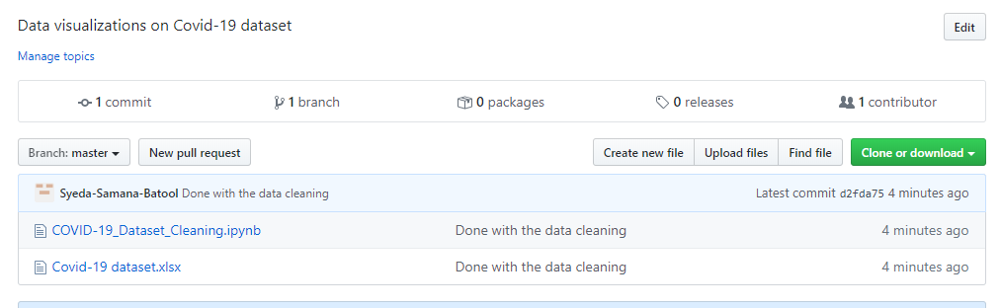 Data visualizations on Covid-19 dataset
Edit
Manage topics
1 commit
1 branch
0 packages
0 releases
1 contributor
Branch: master
New pull request
Create new file
Upload files
Find file
Clone or download
Syeda-Samana-Batool Done with the data cleaning
Latest commit d2fda75 4 minutes ago
COVID-19_Dataset_Cleaning.ipynb
Done with the data cleaning
4 minutes ago
Covid-19 dataset.xlsx
Done with the data cleaning
4 minutes ago